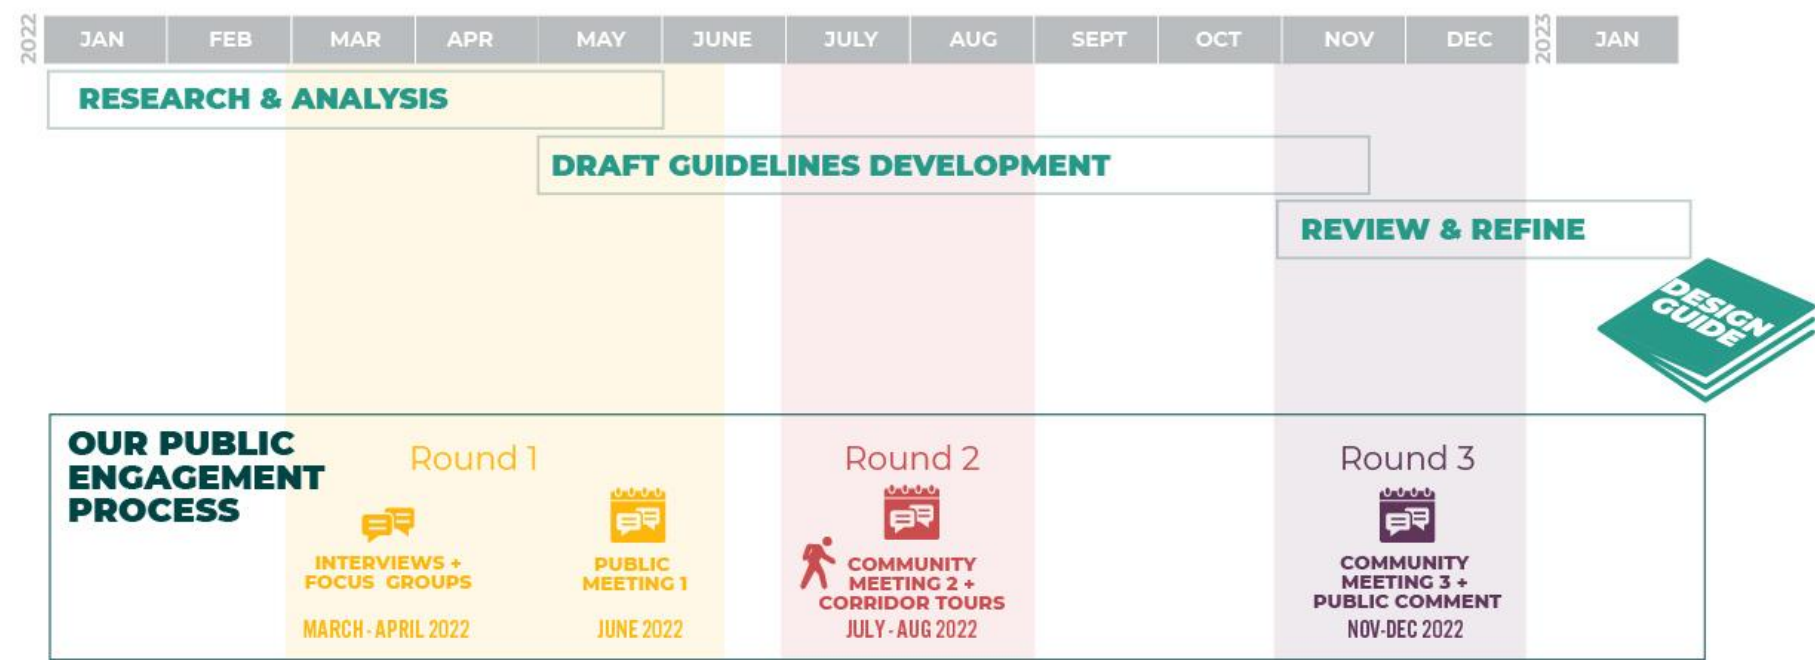 2022
JAN FEB MAR APR MAY JUNE JULY AUG SEPT OCT NOV DEC
2023
JAN
RESEARCH & ANALYSIS
DRAFT GUIDELINES DEVELOPMENT
REVIEW & REFINE
DESIGN
GUIDE
OUR PUBLIC
ENGAGEMENT
PROCESS
Round 1
INTERVIEWS +
FOCUS GROUPS
MARCH - APRIL 2022
PUBLIC
MEETING 1
JUNE 2022
Round 2
COMMUNITY
MEETING 2 +
CORRIDOR TOURS
JULY - AUG 2022
Round 3
COMMUNITY
MEETING 3 +
PUBLIC COMMENT
NOV-DEC 2022